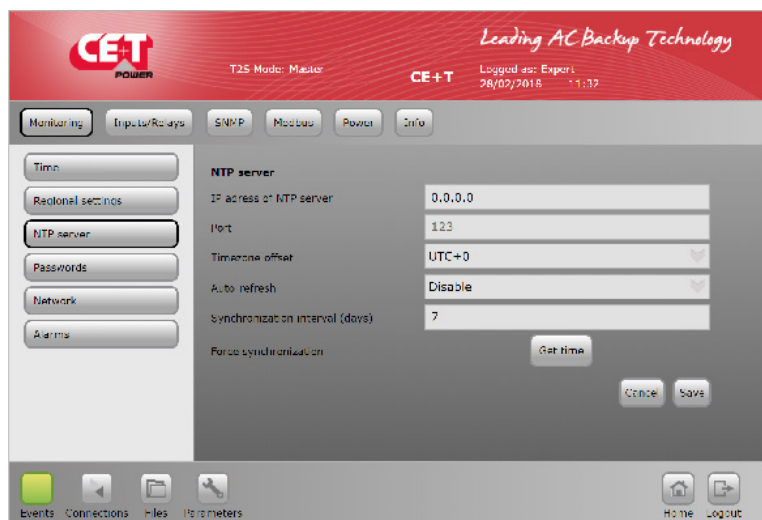 CE+T
POWER
Leading AC Backup Technology
T2S Mode: Master
CE+T
Logged as: Expert
28/02/2018 11:32
Monitoring
Inputs/Relays
SNMP
Modbus
Power
Info
Time
Regional settings
NTP server
Passwords
Network
Alarms
NTP server
IP adress of NTP server
0.0.0.0
Port
123
Timezone offset
UTC+0
Auto refresh
Disable
Synchronization interval (days)
7
Force synchronization
Get time
Cancel
Save
Events
Connections
Files
Parameters
Home
Logout